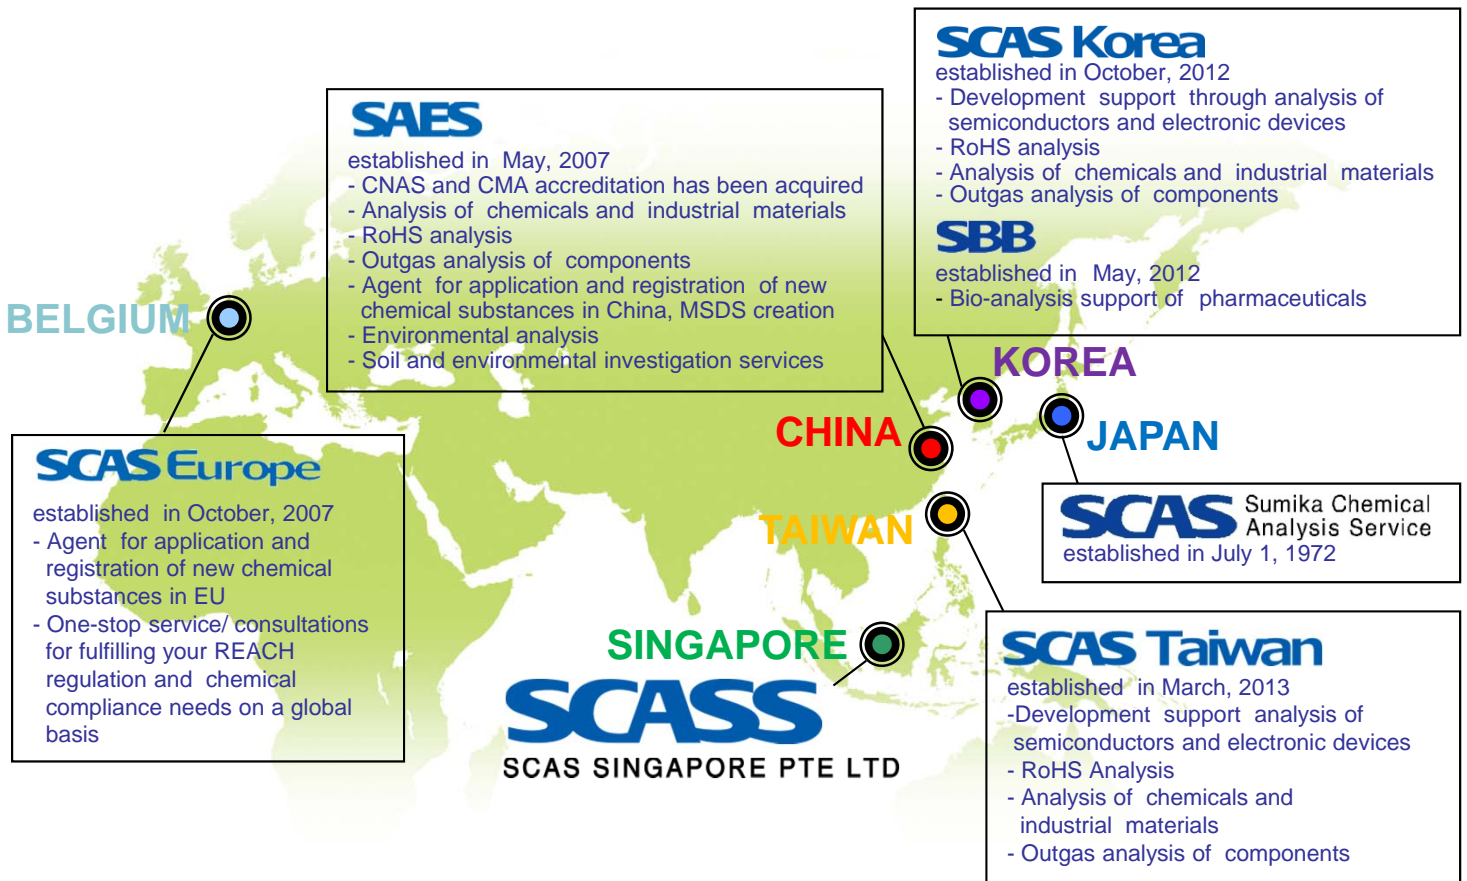 SCAS Korea
established in October, 2012
- Development support through analysis of
semiconductors and electronic devices
- RoHS analysis
- Analysis of chemicals and industrial materials
- Outgas analysis of components
SBB
established in May, 2012
- Bio-analysis support of pharmaceuticals
SAES
established in May, 2007
- CNAS and CMA accreditation has been acquired
- Analysis of chemicals and industrial materials
- RoHS analysis
- Outgas analysis of components
- Agent for application and registration of new
chemical substances in China, MSDS creation
- Environmental analysis
- Soil and environmental investigation services
BELGIUM
KOREA
CHINA
JAPAN
SCAS Europe
established in October, 2007
- Agent for application and
registration of new chemical
substances in EU
- One-stop service/ consultations
for fulfilling your REACH
regulation and chemical
compliance needs on a global
basis
SCAS Sumika Chemical
Analysis Service
established in July 1, 1972
TAIWAN
SINGAPORE
SCASS
SCAS SINGAPORE PTE LTD
SCAS Taiwan
established in March, 2013
-Development support analysis of
semiconductors and electronic devices
- RoHS Analysis
- Analysis of chemicals and
industrial materials
- Outgas analysis of components